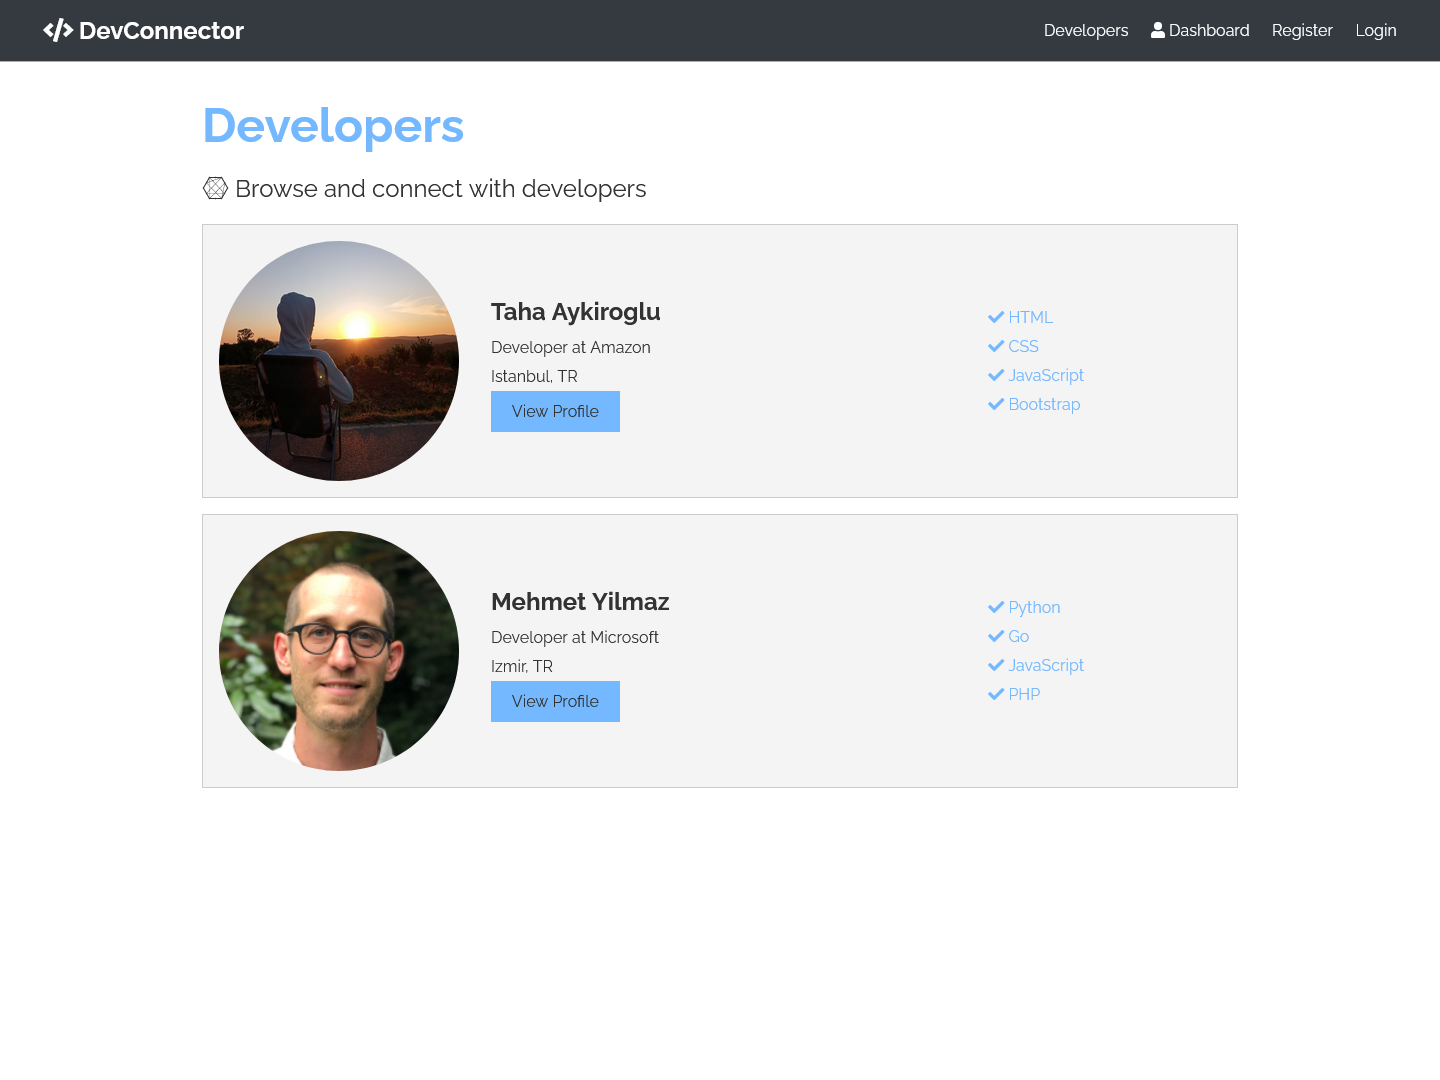 DevConnector
Developers Dashboard Register Login
Developers
Browse and connect with developers
Taha Aykiroglu
Developer at Amazon
Istanbul, TR
View Profile
HTML
CSS
JavaScript
Bootstrap
Mehmet Yilmaz
Developer at Microsoft
Izmir, TR
View Profile
Python
Go
JavaScript
PHP